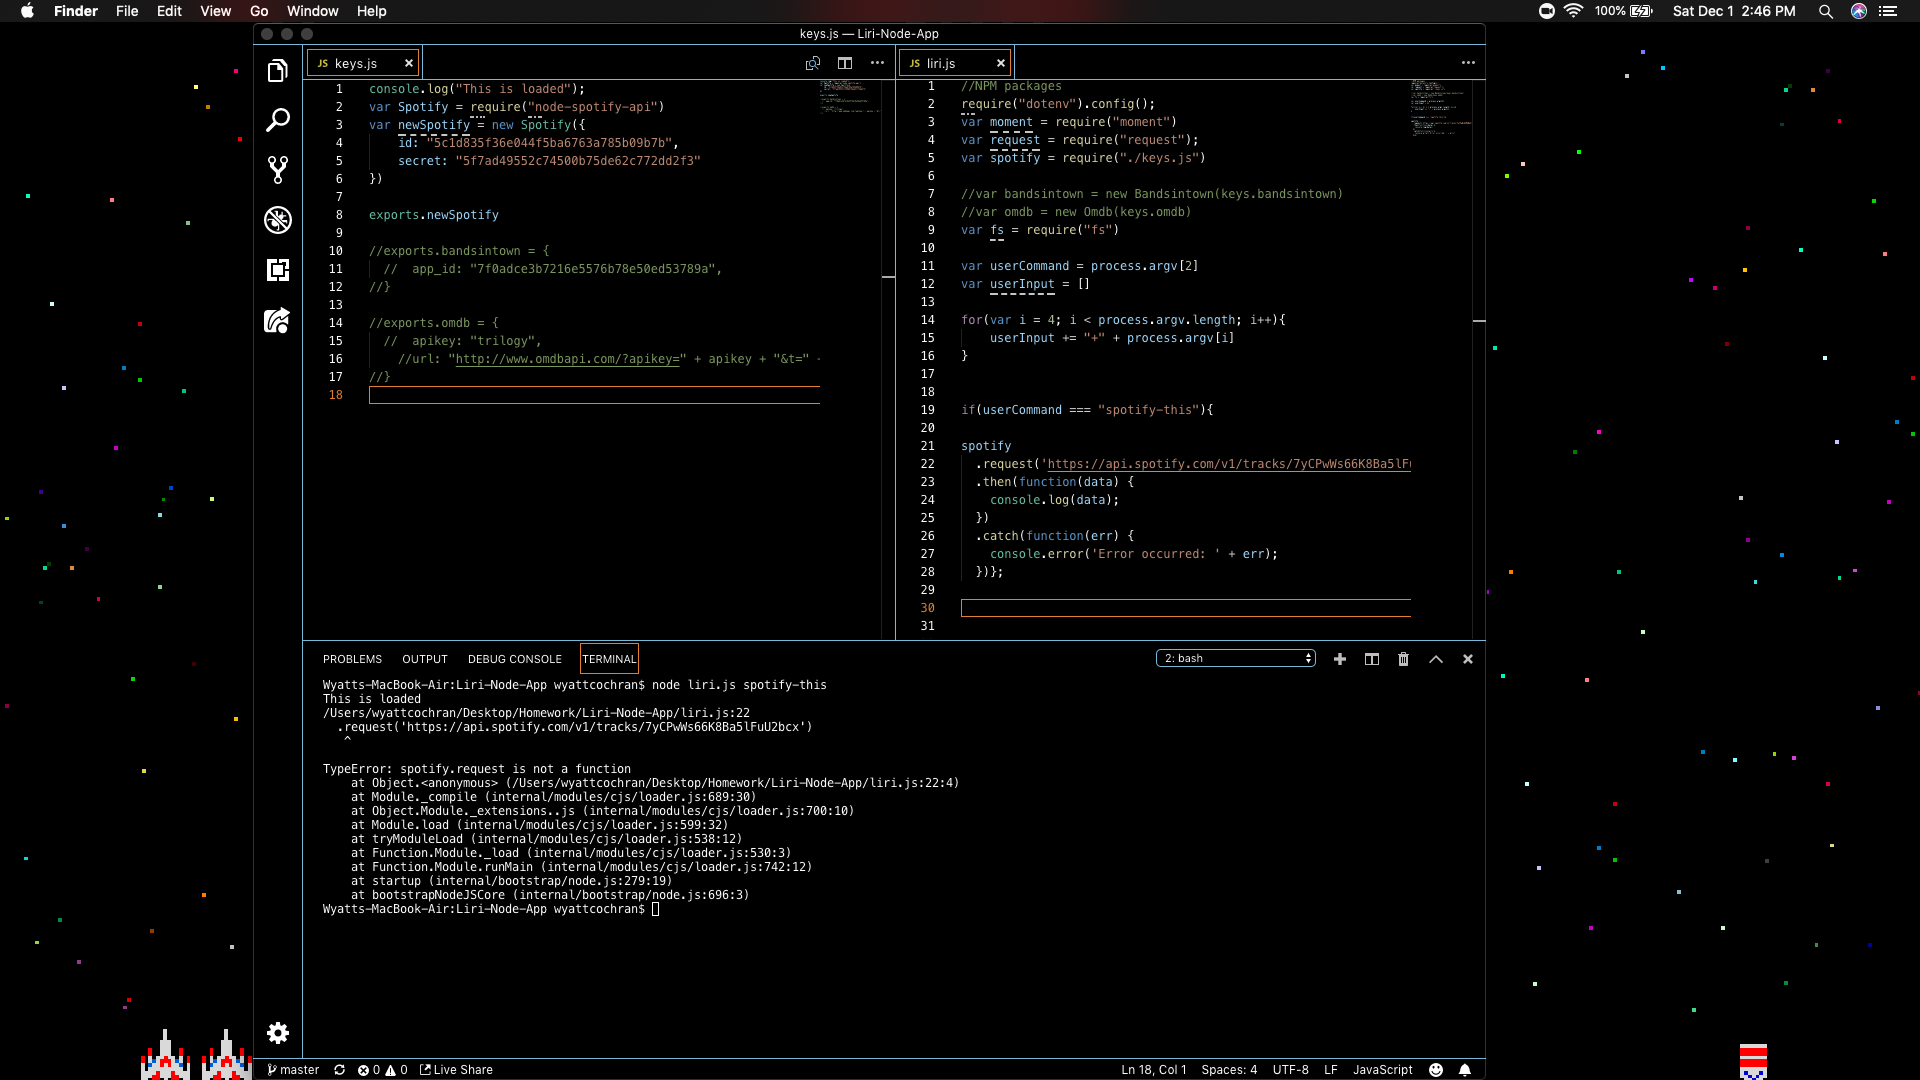 Finder File Edit View Go Window Help
100% Sat Dec 1 2:46 PM
keys.js — Liri-Node-App
JS keys.js
JS liri.js
1 console.log("This is loaded");
2 var Spotify = require("node-spotify-api")
3 var newSpotify = new Spotify({
4 id: "5c1d835f36e044f5ba6763a785b09b7b",
5 secret: "5f7ad49552c74500b75de62c772dd2f3"
6 })
7
8 exports.newSpotify
9
10 //exports.bandsintown = {
11 // app_id: "7f0adce3b7216e5576b78e50ed53789a",
12 //}
13
14 //exports.omdb = {
15 // apikey: "trilogy",
16 //url: "http://www.omdbapi.com/?apikey=" + apikey + "&t=" +
17 //}
18
1 //NPM packages
2 require("dotenv").config();
3 var moment = require("moment")
4 var request = require("request");
5 var spotify = require("./keys.js")
6
7 //var bandsintown = new Bandsintown(keys.bandsintown)
8 //var omdb = new Omdb(keys.omdb)
9 var fs = require("fs")
10
11 var userCommand = process.argv[2]
12 var userInput = []
13
14 for(var i = 4; i < process.argv.length; i++){
15 userInput += "+" + process.argv[i]
16 }
17
18
19 if(userCommand === "spotify-this"){
20
21 spotify
22 .request('https://api.spotify.com/v1/tracks/7yCPwWs66K8Ba5lFu
23 .then(function(data) {
24 console.log(data);
25 })
26 .catch(function(err) {
27 console.error('Error occurred: ' + err);
28 })};
29
30
31
PROBLEMS OUTPUT DEBUG CONSOLE TERMINAL
2: bash
Wyatts-MacBook-Air:Liri-Node-App wyattcochran$ node liri.js spotify-this
This is loaded
/Users/wyattcochran/Desktop/Homework/Liri-Node-App/liri.js:22
.request('https://api.spotify.com/v1/tracks/7yCPwWs66K8Ba5lFuU2bcx')
^
TypeError: spotify.request is not a function
at Object.<anonymous> (/Users/wyattcochran/Desktop/Homework/Liri-Node-App/liri.js:22:4)
at Module._compile (internal/modules/cjs/loader.js:689:30)
at Object.Module._extensions..js (internal/modules/cjs/loader.js:700:10)
at Module.load (internal/modules/cjs/loader.js:599:32)
at tryModuleLoad (internal/modules/cjs/loader.js:538:12)
at Function.Module._load (internal/modules/cjs/loader.js:530:3)
at Function.Module.runMain (internal/modules/cjs/loader.js:742:12)
at startup (internal/bootstrap/node.js:279:19)
at bootstrapNodeJSCore (internal/bootstrap/node.js:696:3)
Wyatts-MacBook-Air:Liri-Node-App wyattcochran$
master 0 0 Live Share
Ln 18, Col 1 Spaces: 4 UTF-8 LF JavaScript